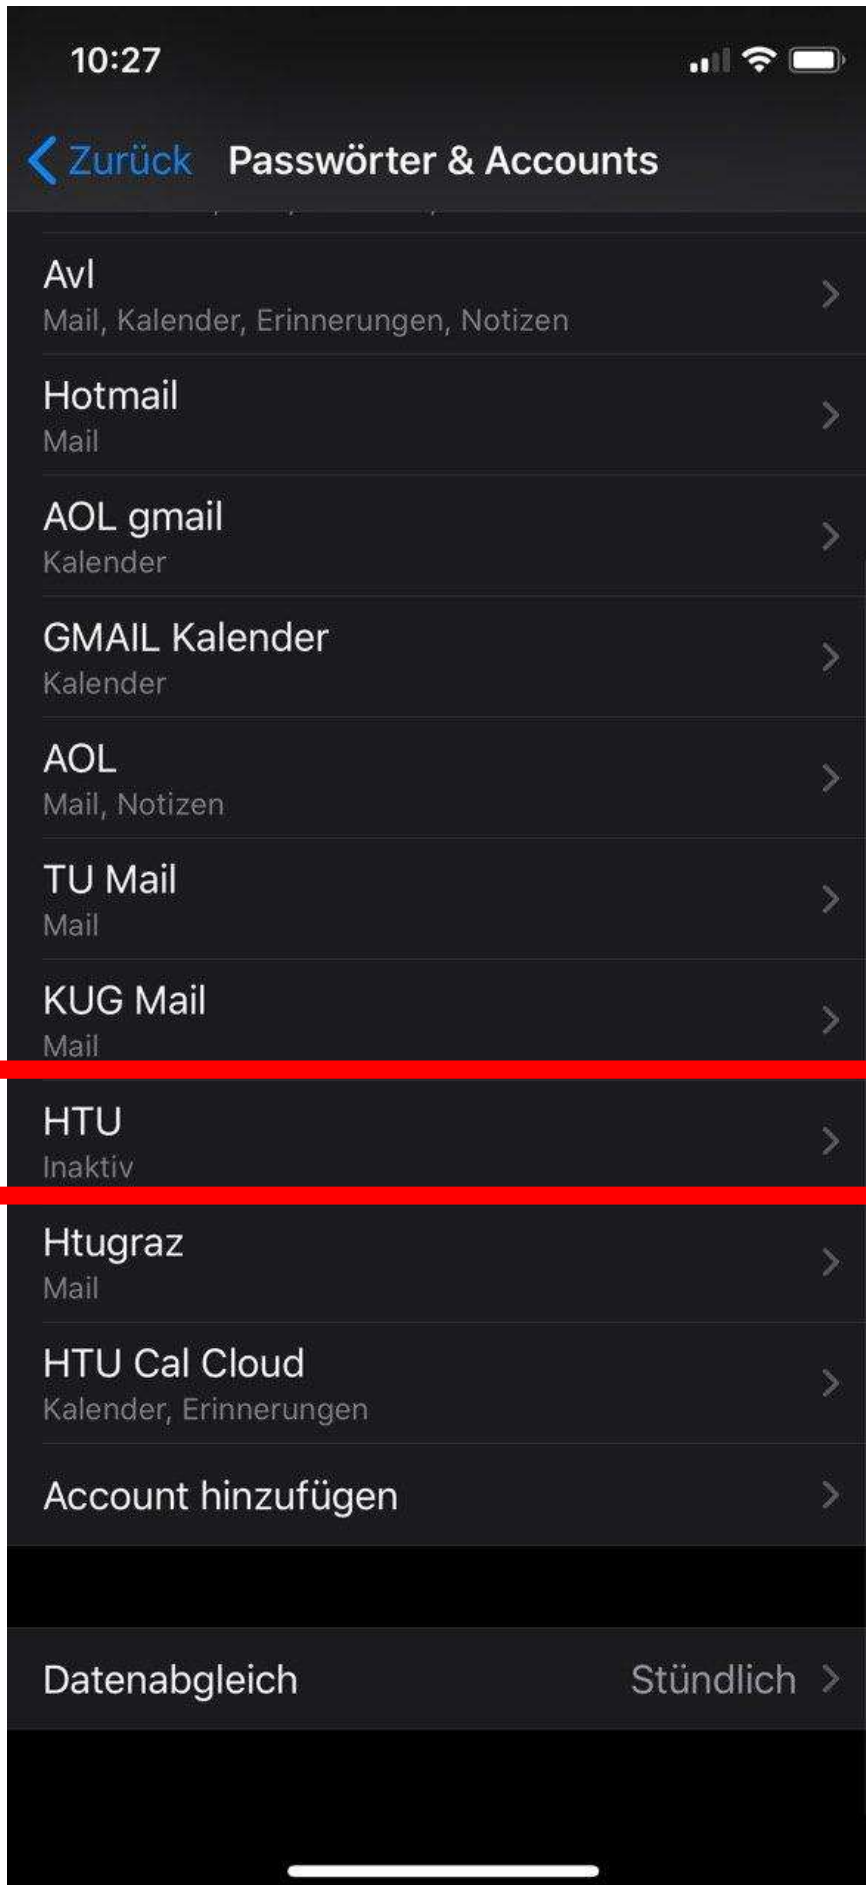 10:27
Zurück Passwörter & Accounts
Avl
Mail, Kalender, Erinnerungen, Notizen
Hotmail
Mail
AOL gmail
Kalender
GMAIL Kalender
Kalender
AOL
Mail, Notizen
TU Mail
Mail
KUG Mail
Mail
HTU
Inaktiv
Htugraz
Mail
HTU Cal Cloud
Kalender, Erinnerungen
Account hinzufügen
Datenabgleich Stündlich